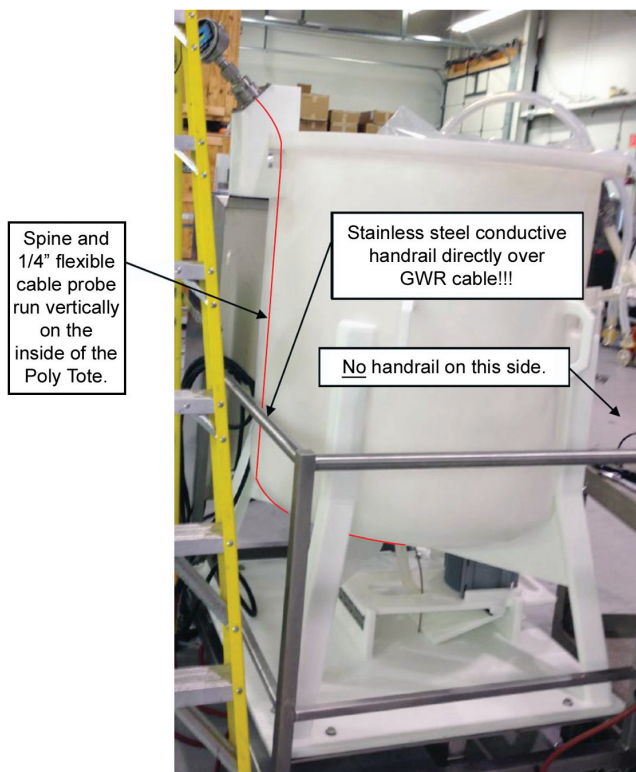 Spine and
1/4” flexible
cable probe
run vertically
on the
inside of the
Poly Tote.
Stainless steel conductive
handrail directly over
GWR cable!!!
No handrail on this side.